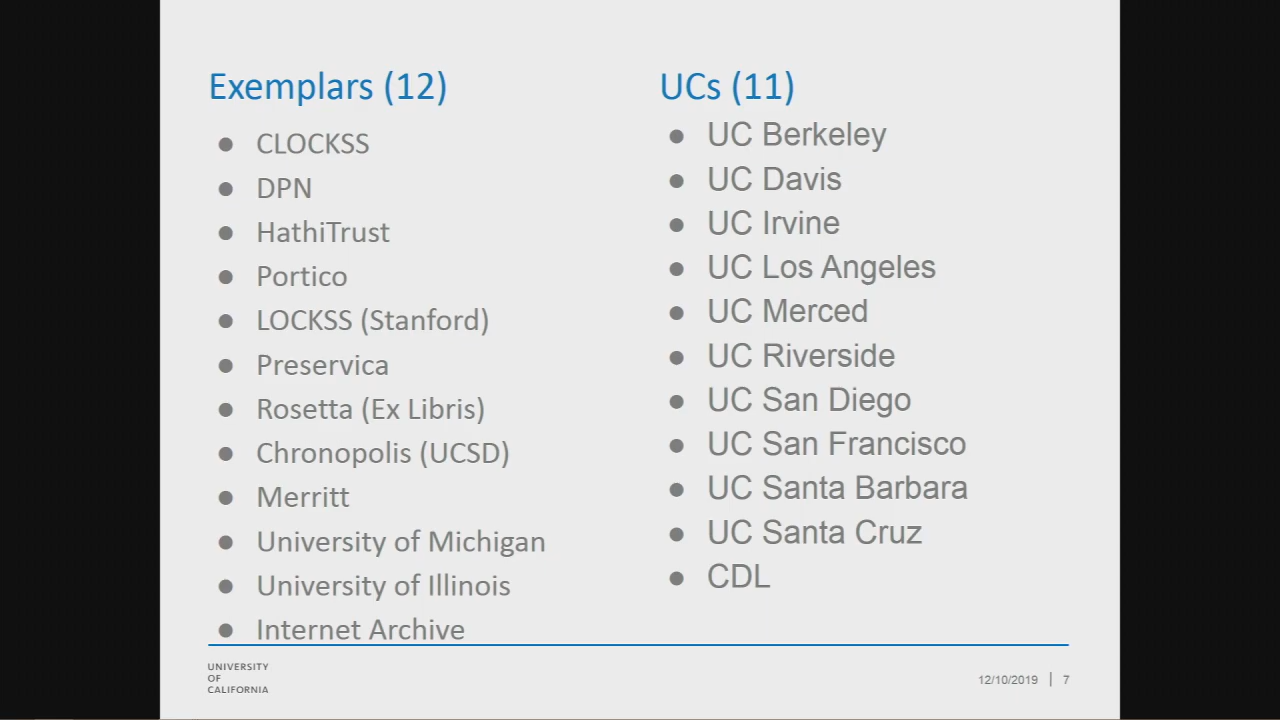 Exemplars (12)
● CLOCKSS
● DPN
● HathiTrust
● Portico
● LOCKSS (Stanford)
● Preservica
● Rosetta (Ex Libris)
● Chronopolis (UCSD)
● Merritt
● University of Michigan
● University of Illinois
● Internet Archive
UCs (11)
● UC Berkeley
● UC Davis
● UC Irvine
● UC Los Angeles
● UC Merced
● UC Riverside
● UC San Diego
● UC San Francisco
● UC Santa Barbara
● UC Santa Cruz
● CDL
UNIVERSITY
OF
CALIFORNIA
12/10/2019 | 7